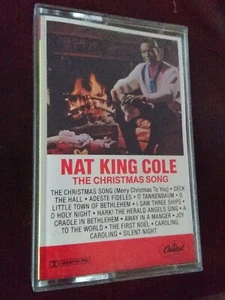 NAT KING COLE
THE CHRISTMAS SONG
THE CHRISTMAS SONG (Merry Christmas To You) • DECK
THE HALL • ADESTE FIDELES • O TANNENBAUM • O
LITTLE TOWN OF BETHLEHEM • I SAW THREE SHIPS •
O HOLY NIGHT • HARK! THE HERALD ANGELS SING • A
CRADLE IN BETHLEHEM • AWAY IN A MANGER • JOY
TO THE WORLD • THE FIRST NOËL • CAROLING,
CAROLING • SILENT NIGHT
Capitol